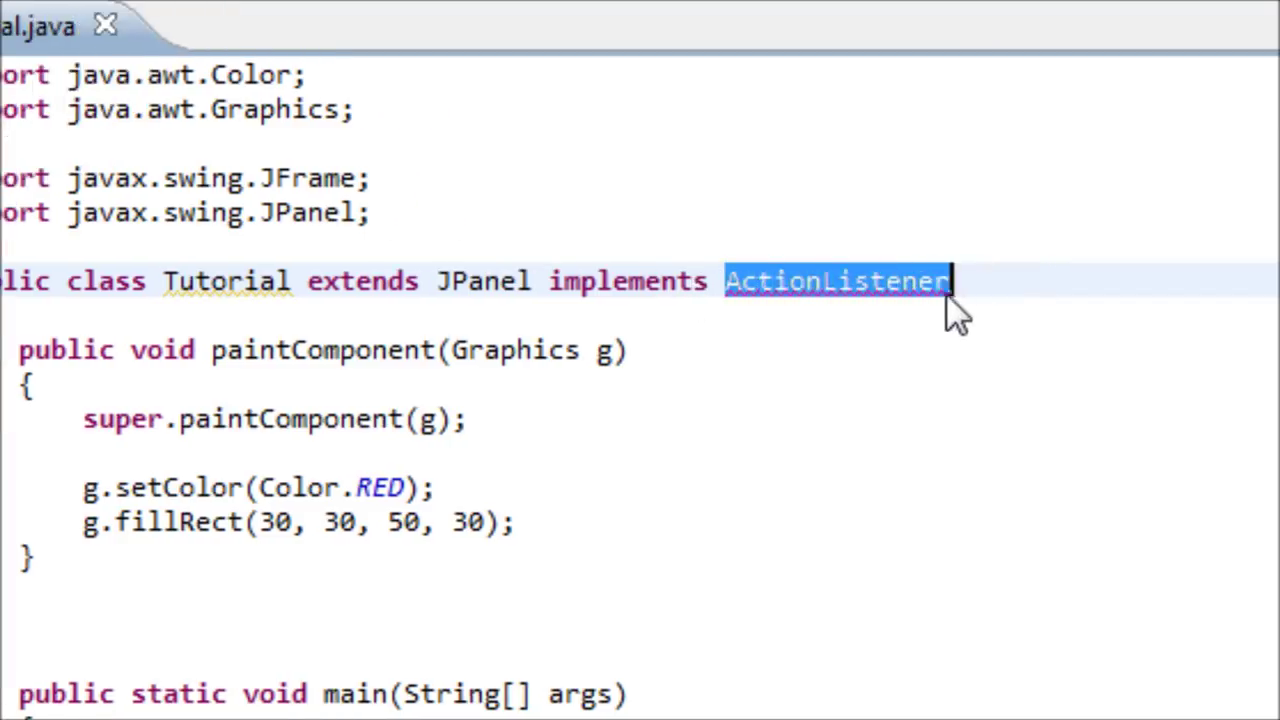 al.java
ort java.awt.Color;
ort java.awt.Graphics;
ort javax.swing.JFrame;
ort javax.swing.JPanel;
lic class Tutorial extends JPanel implements ActionListener
public void paintComponent(Graphics g)
{
super.paintComponent(g);
g.setColor(Color.RED);
g.fillRect(30, 30, 50, 30);
}
public static void main(String[] args)